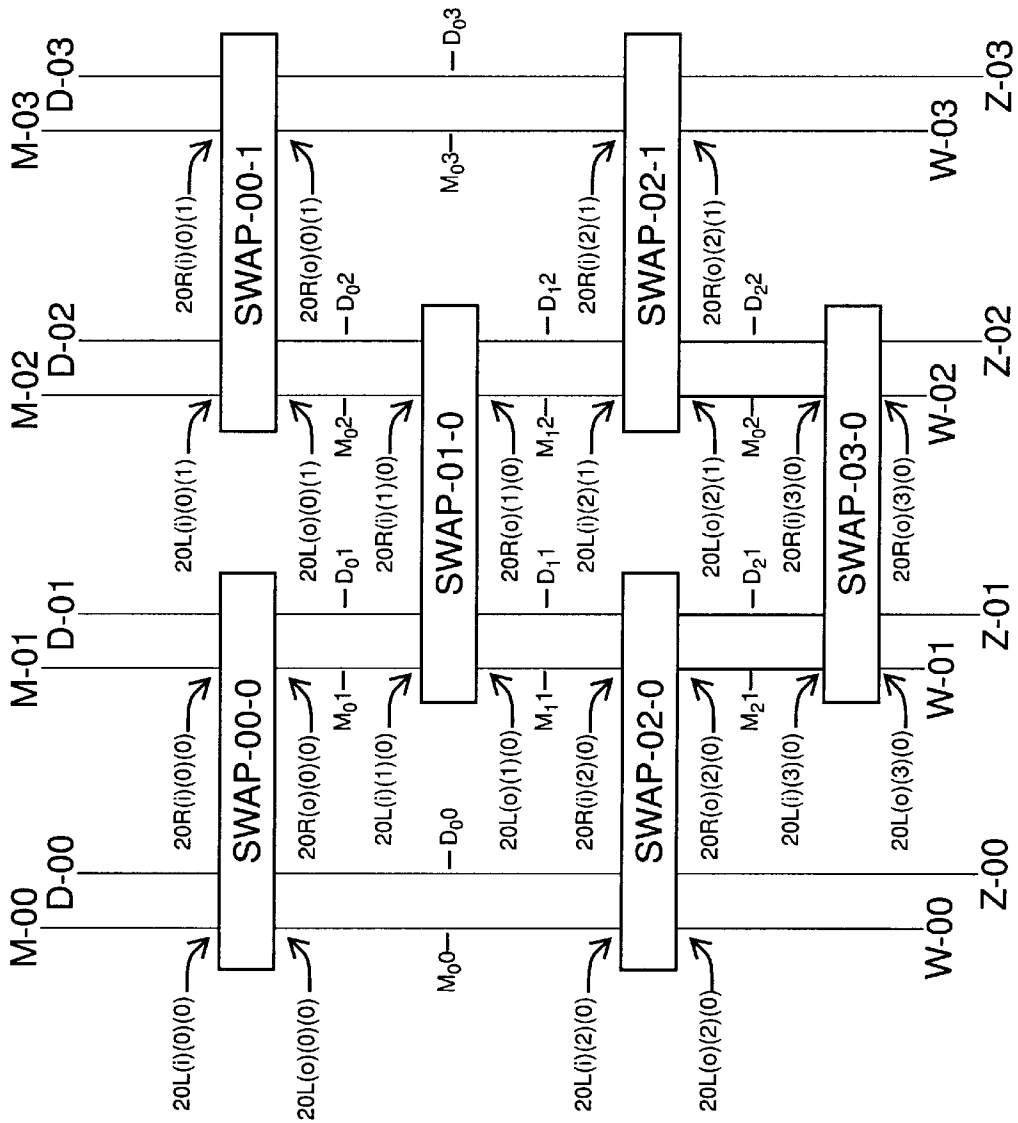 M-00
D-00
M-01
D-01
M-02
D-02
M-03
D-03
20L(i)(0)(0)
20R(i)(0)(0)
20L(i)(0)(1)
20R(i)(0)(1)
SWAP-00-0
SWAP-00-1
20L(o)(0)(0)
20R(o)(0)(0)
20L(o)(0)(1)
20R(o)(0)(1)
M₀1
D₀1
M₀2
D₀2
20L(i)(1)(0)
20R(i)(1)(0)
M₀0
D₀0
SWAP-01-0
M₀3
D₀3
20L(o)(1)(0)
20R(o)(1)(0)
M₁1
D₁1
M₁2
D₁2
20L(i)(2)(0)
20R(i)(2)(0)
20L(i)(2)(1)
20R(i)(2)(1)
SWAP-02-0
SWAP-02-1
20L(o)(2)(0)
20R(o)(2)(0)
20L(o)(2)(1)
20R(o)(2)(1)
M₂1
D₂1
M₀2
D₂2
20L(i)(3)(0)
20R(i)(3)(0)
SWAP-03-0
20L(o)(3)(0)
20R(o)(3)(0)
W-00
Z-00
W-01
Z-01
W-02
Z-02
W-03
Z-03